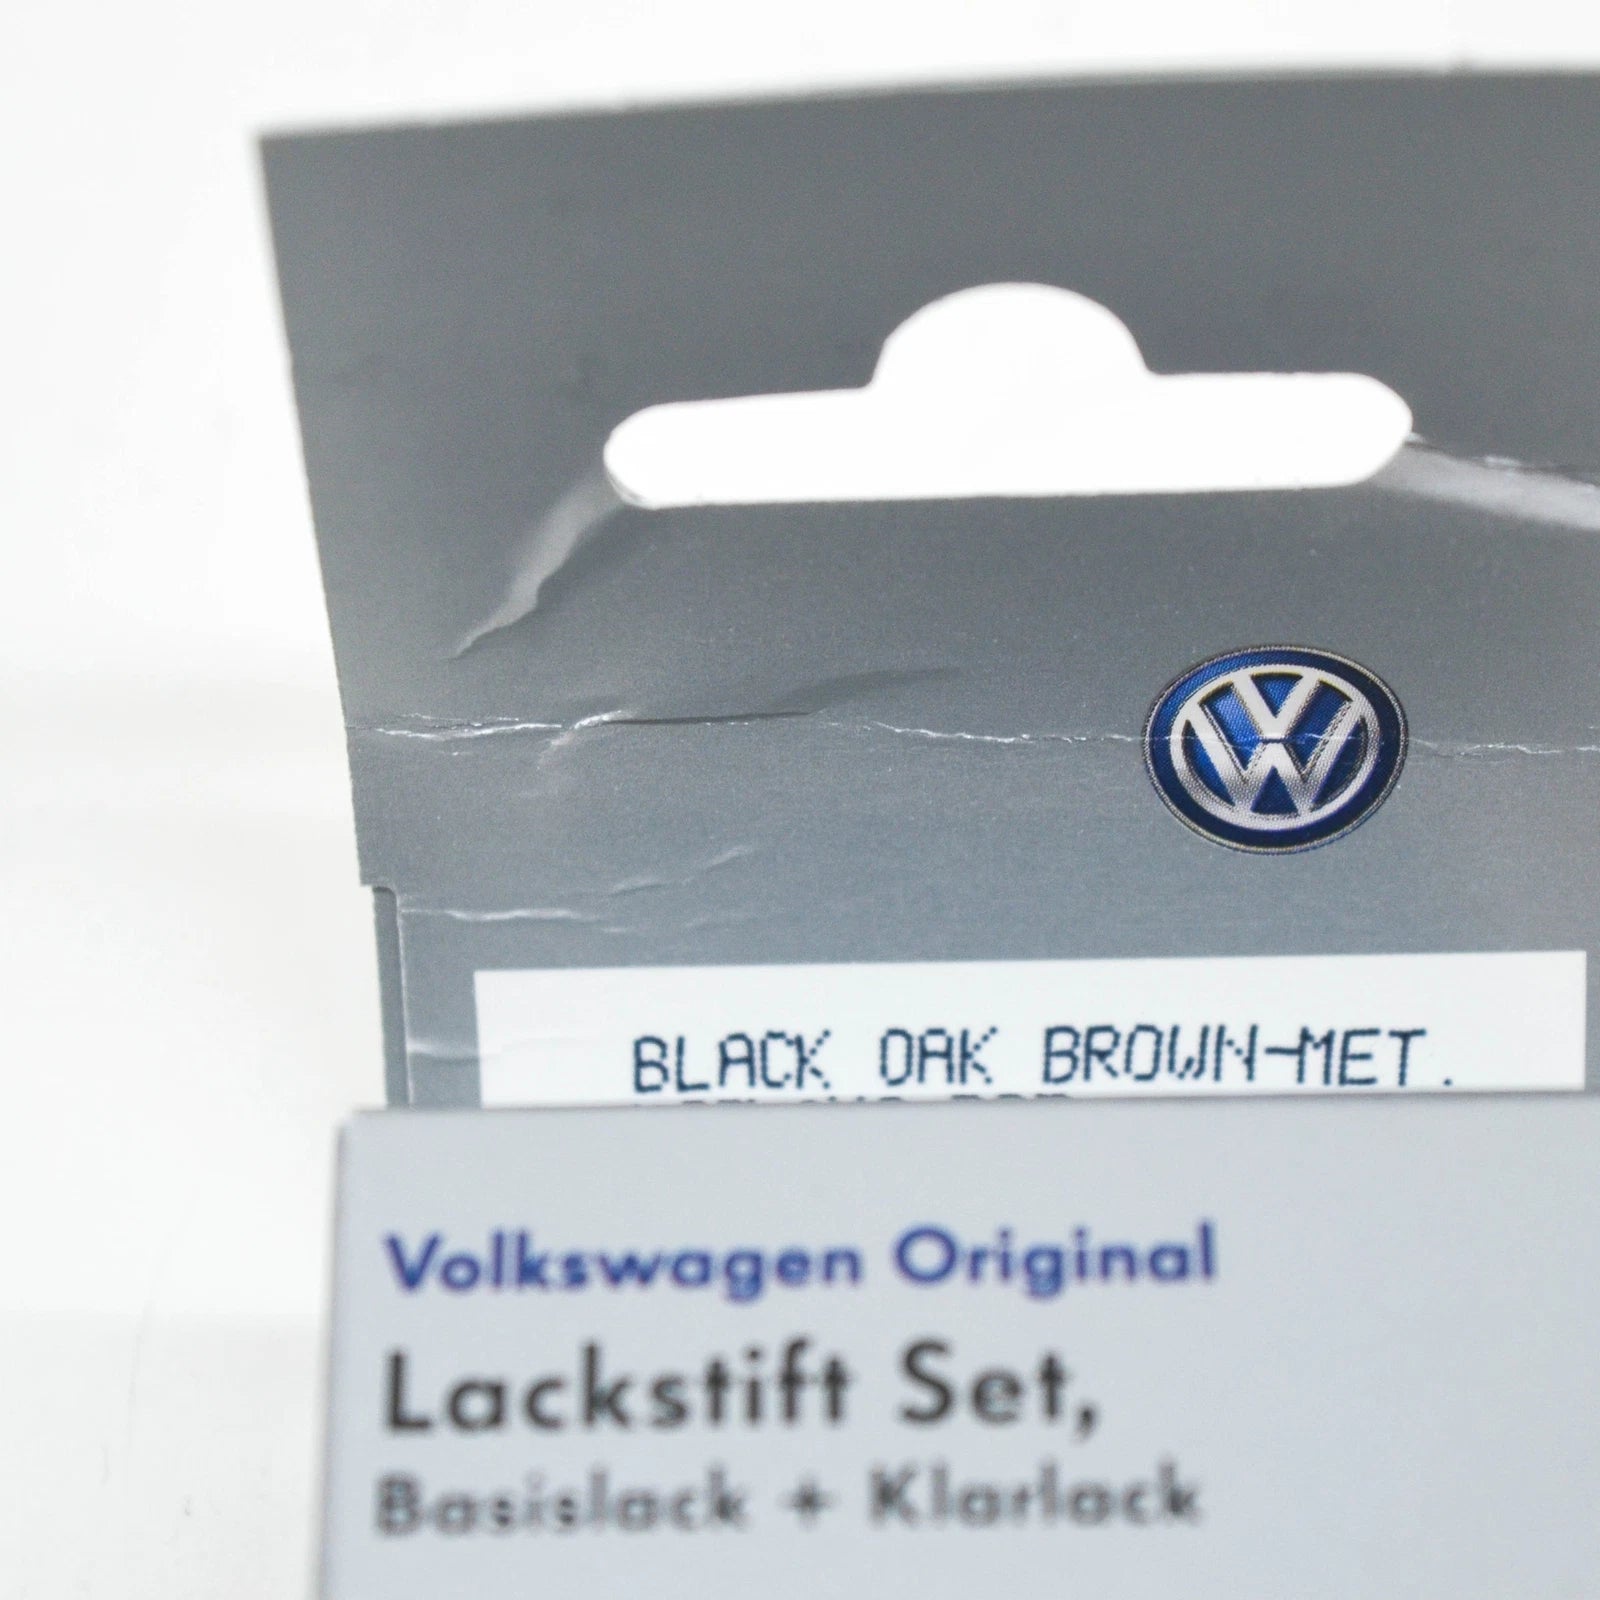 BLACK OAK BROWN-MET.
Volkswagen Original
Lackstift Set,
Basislack + Klarlack